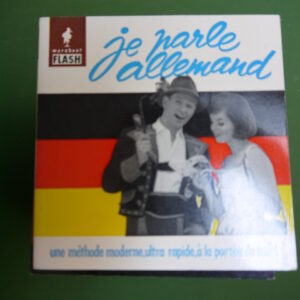 marabout
FLASH
je parle
allemand
une méthode moderne, ultra rapide, à la portée de tous